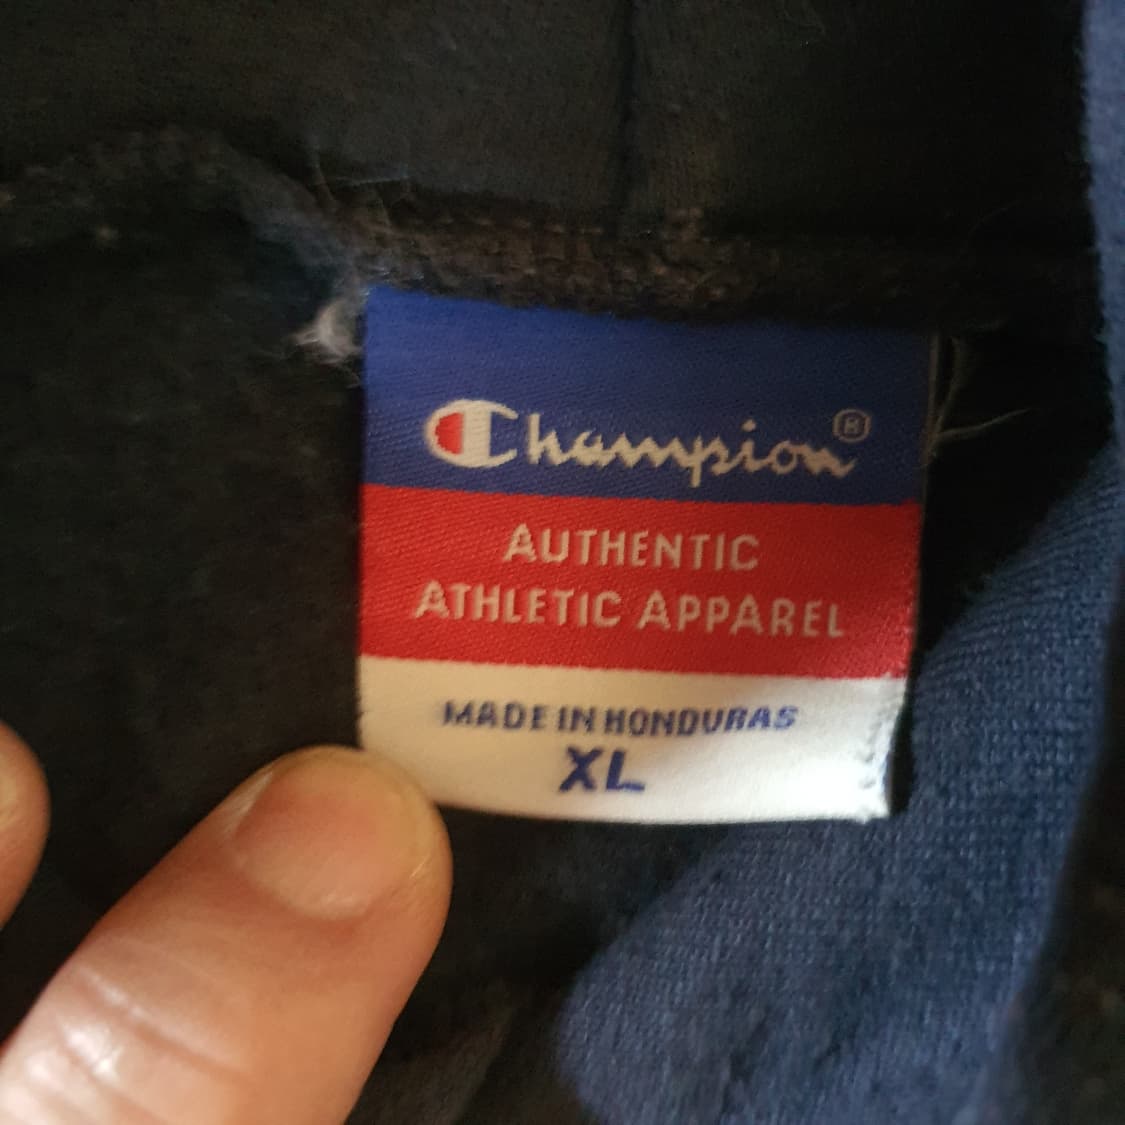 Champion®
AUTHENTIC
ATHLETIC APPAREL
MADE IN HONDURAS
XL